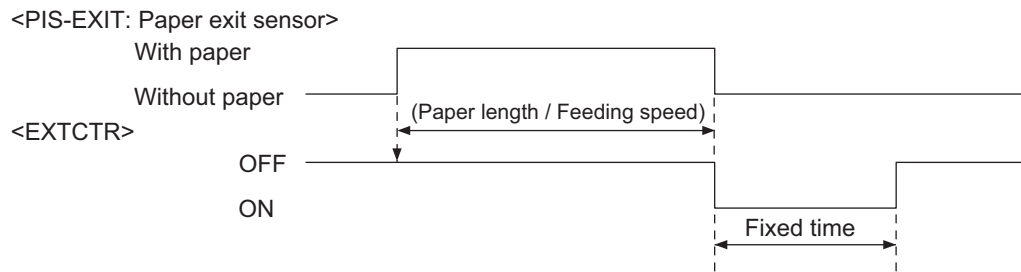 <PIS-EXIT: Paper exit sensor>
With paper
Without paper
(Paper length / Feeding speed)
<EXTCTR>
OFF
ON
Fixed time